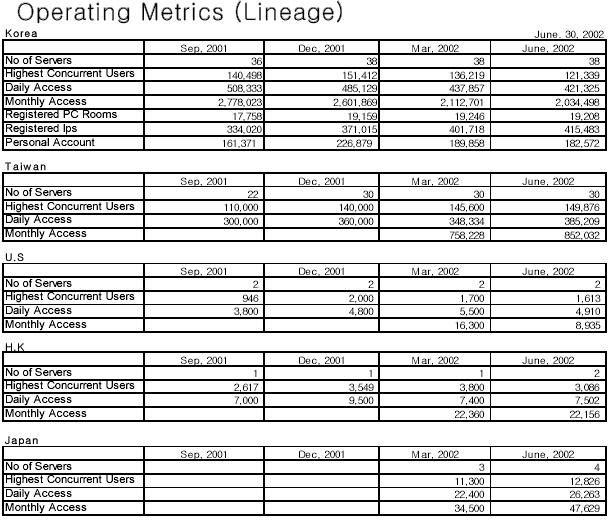 Operating Metrics (Lineage)
Korea June. 30, 2002
Sep, 2001 Dec, 2001 Mar, 2002 June, 2002
No of Servers 36 38 38 38
Highest Concurrent Users 140,498 151,412 136,219 121,339
Daily Access 508,333 485,129 437,857 421,325
Monthly Access 2,778,023 2,601,869 2,112,701 2,034,498
Registered PC Rooms 17,758 19,159 19,246 19,208
Registered Ips 334,020 371,015 401,718 415,483
Personal Account 161,371 226,879 189,858 182,572
Taiwan
Sep, 2001 Dec, 2001 Mar, 2002 June, 2002
No of Servers 22 30 30 30
Highest Concurrent Users 110,000 140,000 145,600 149,876
Daily Access 300,000 360,000 348,334 385,209
Monthly Access 758,228 852,032
U.S
Sep, 2001 Dec, 2001 Mar, 2002 June, 2002
No of Servers 2 2 2 2
Highest Concurrent Users 946 2,000 1,700 1,613
Daily Access 3,800 4,800 5,500 4,910
Monthly Access 16,300 8,935
H.K
Sep, 2001 Dec, 2001 Mar, 2002 June, 2002
No of Servers 1 1 1 2
Highest Concurrent Users 2,617 3,549 3,800 3,086
Daily Access 7,000 9,500 7,400 7,502
Monthly Access 22,360 22,156
Japan
Sep, 2001 Dec, 2001 Mar, 2002 June, 2002
No of Servers 3 4
Highest Concurrent Users 11,300 12,826
Daily Access 22,400 26,263
Monthly Access 34,500 47,629